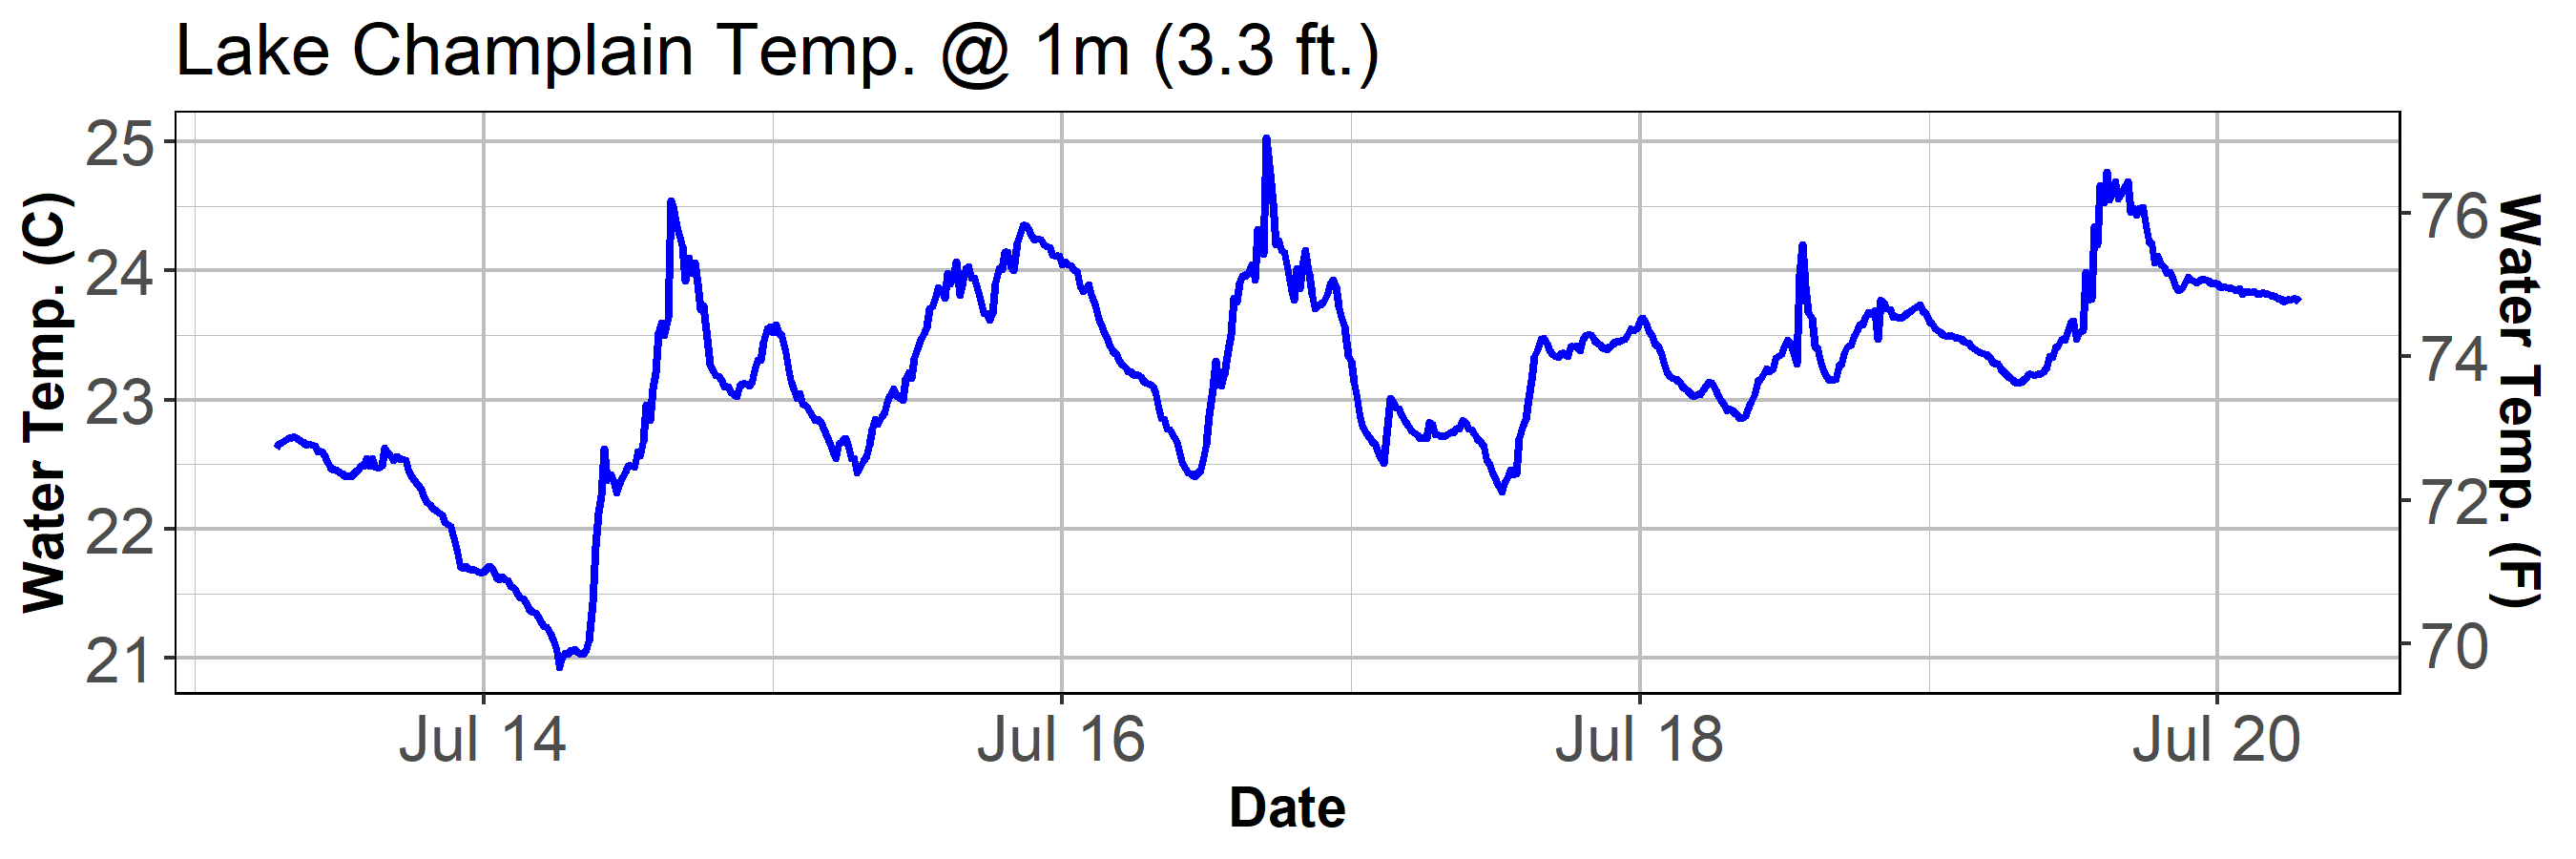 Lake Champlain Temp. @ 1m (3.3 ft.)
Water Temp. (C)
25
24
23
22
21
76
74
72
70
Water Temp. (F)
Jul 14 Jul 16 Jul 18 Jul 20
Date